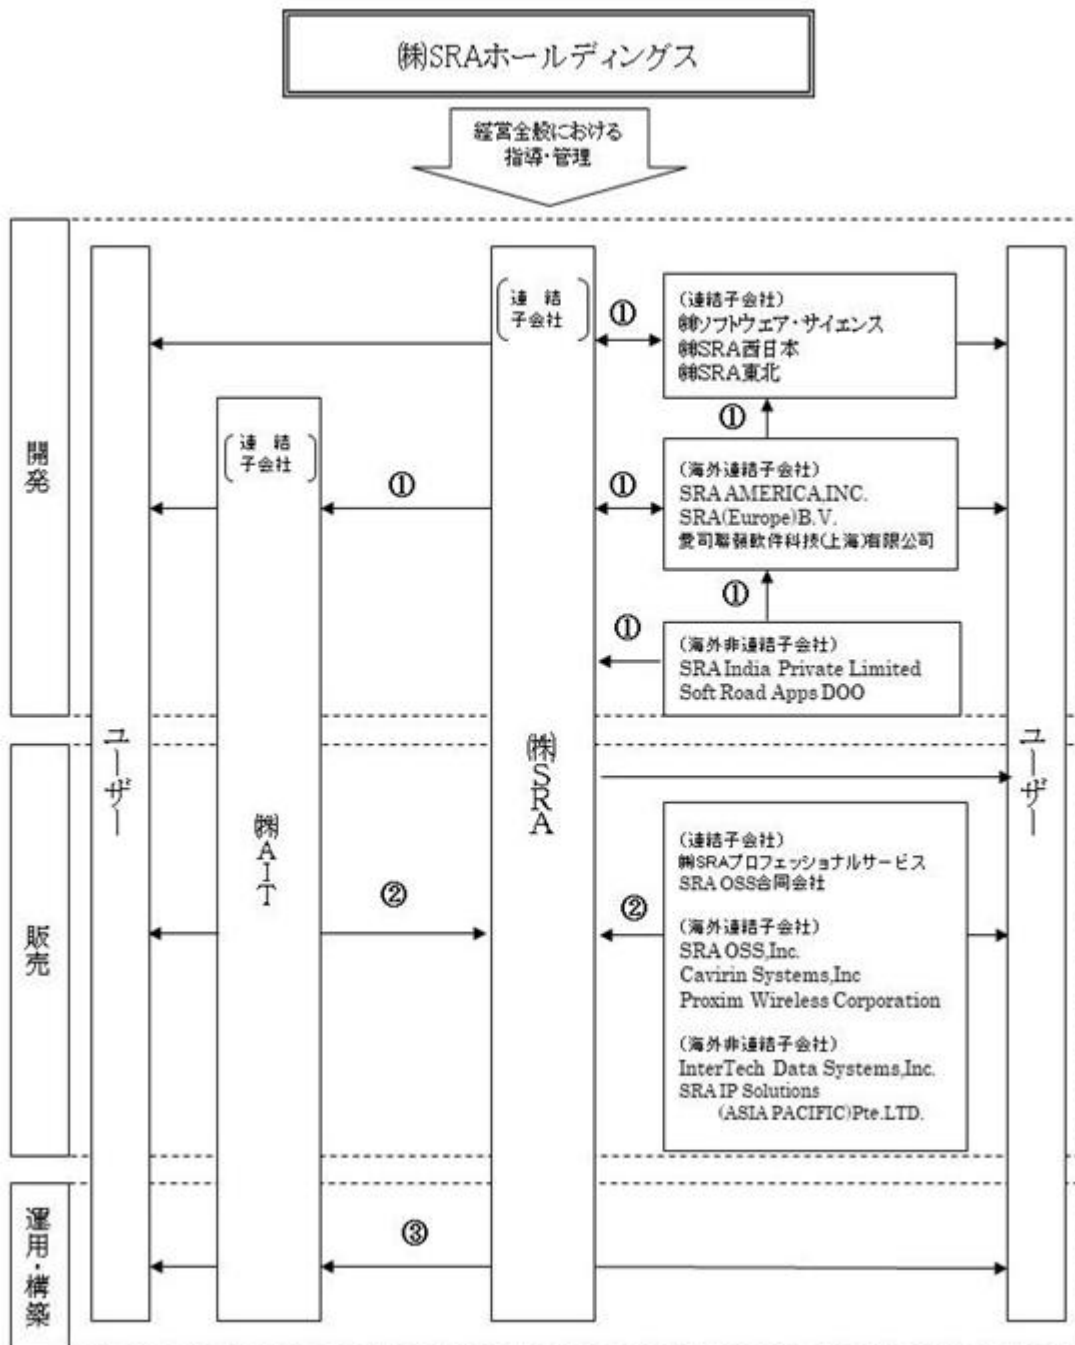 ㈱SRAホールディングス
経営全般における
指導・管理
開発
ユーザー
連結
子会社
㈱AIT
①
連結
子会社
㈱SRA
①
(連結子会社)
㈱ソフトウェア・サイエンス
㈱SRA西日本
㈱SRA東北
①
①
(海外連結子会社)
SRA AMERICA,INC.
SRA(Europe)B.V.
愛司聯發軟件科技(上海)有限公司
①
①
(海外非連結子会社)
SRA India Private Limited
Soft Road Apps DOO
ユーザー
販売
②
②
(連結子会社)
㈱SRAプロフェッショナルサービス
SRA OSS合同会社
(海外連結子会社)
SRA OSS,Inc.
Cavirin Systems,Inc
Proxim Wireless Corporation
(海外非連結子会社)
InterTech Data Systems,Inc.
SRA IP Solutions
(ASIA PACIFIC)Pte.LTD.
運用・構築
③